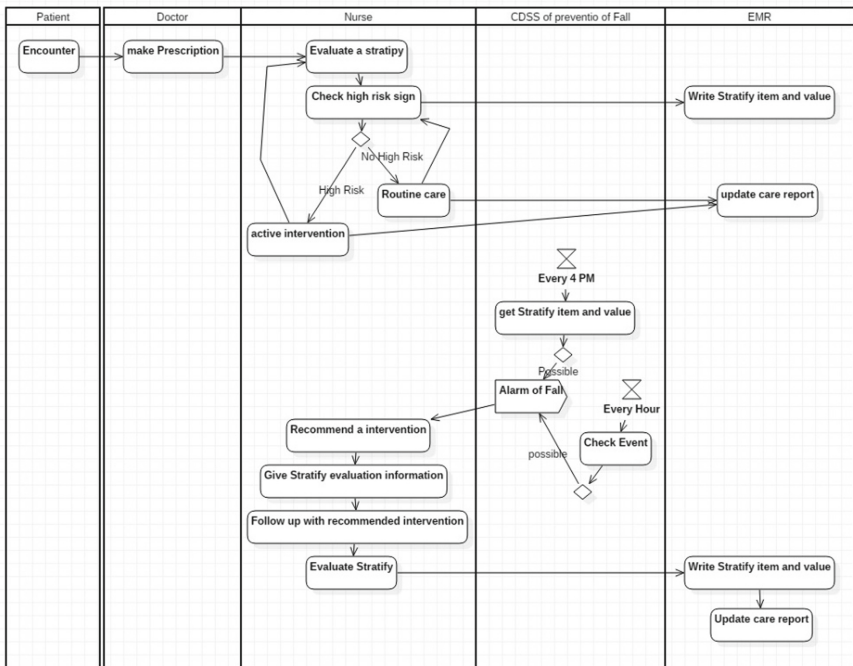 Patient
Doctor
Nurse
CDSS of preventio of Fall
EMR
Encounter
make Prescription
Evaluate a stratipy
Check high risk sign
Write Stratify item and value
No High Risk
High Risk
Routine care
update care report
active intervention
Every 4 PM
get Stratify item and value
Possible
Alarm of Fall
Every Hour
Recommend a intervention
Check Event
possible
Give Stratify evaluation information
Follow up with recommended intervention
Evaluate Stratify
Write Stratify item and value
Update care report